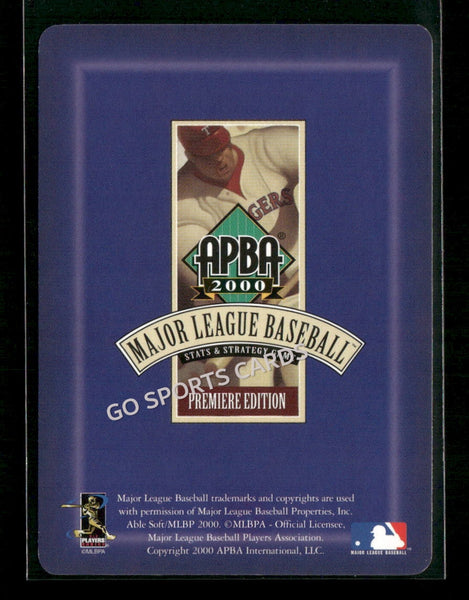 T
GERS
APBA®
2000
MAJOR LEAGUE BASEBALL™
STATS & STRATEGY
GO SPORTS CARDS
PREMIERE EDITION
Major League Baseball trademarks and copyrights are used
with permission of Major League Baseball Properties, Inc.
Able Soft/MLBP 2000. ©MLBPA - Official Licensee,
Major League Baseball Players Association.
Copyright 2000 APBA International, LLC.
PLAYERS
CHOICE
©MLBPA
MAJOR LEAGUE BASEBALL